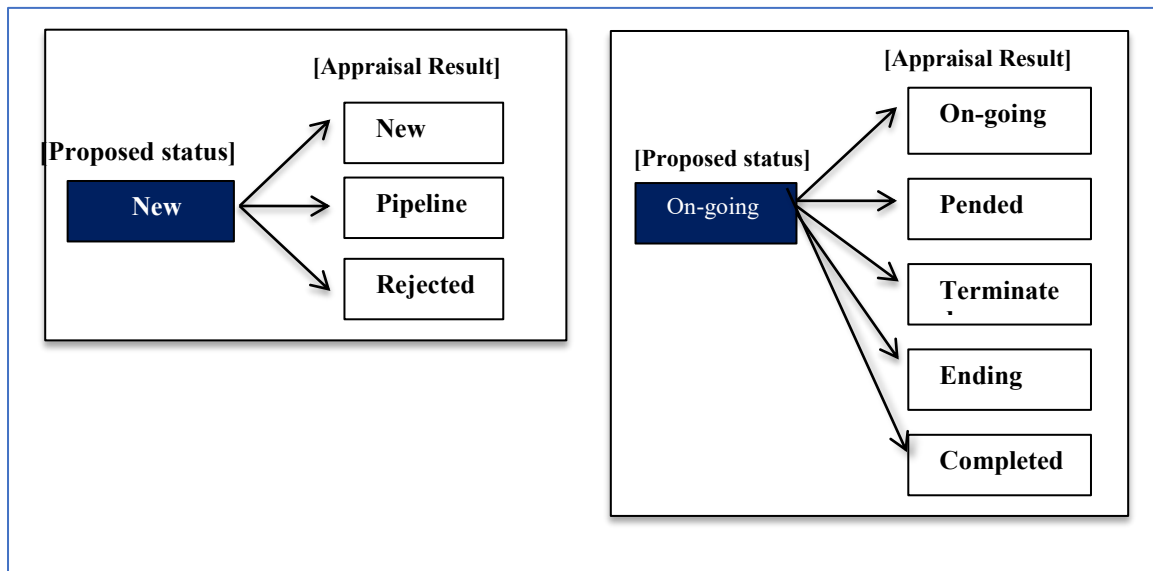 [Appraisal Result]
New
[Proposed status]
New
Pipeline
Rejected
[Appraisal Result]
On-going
[Proposed status]
On-going
Pended
Terminate
Ending
Completed